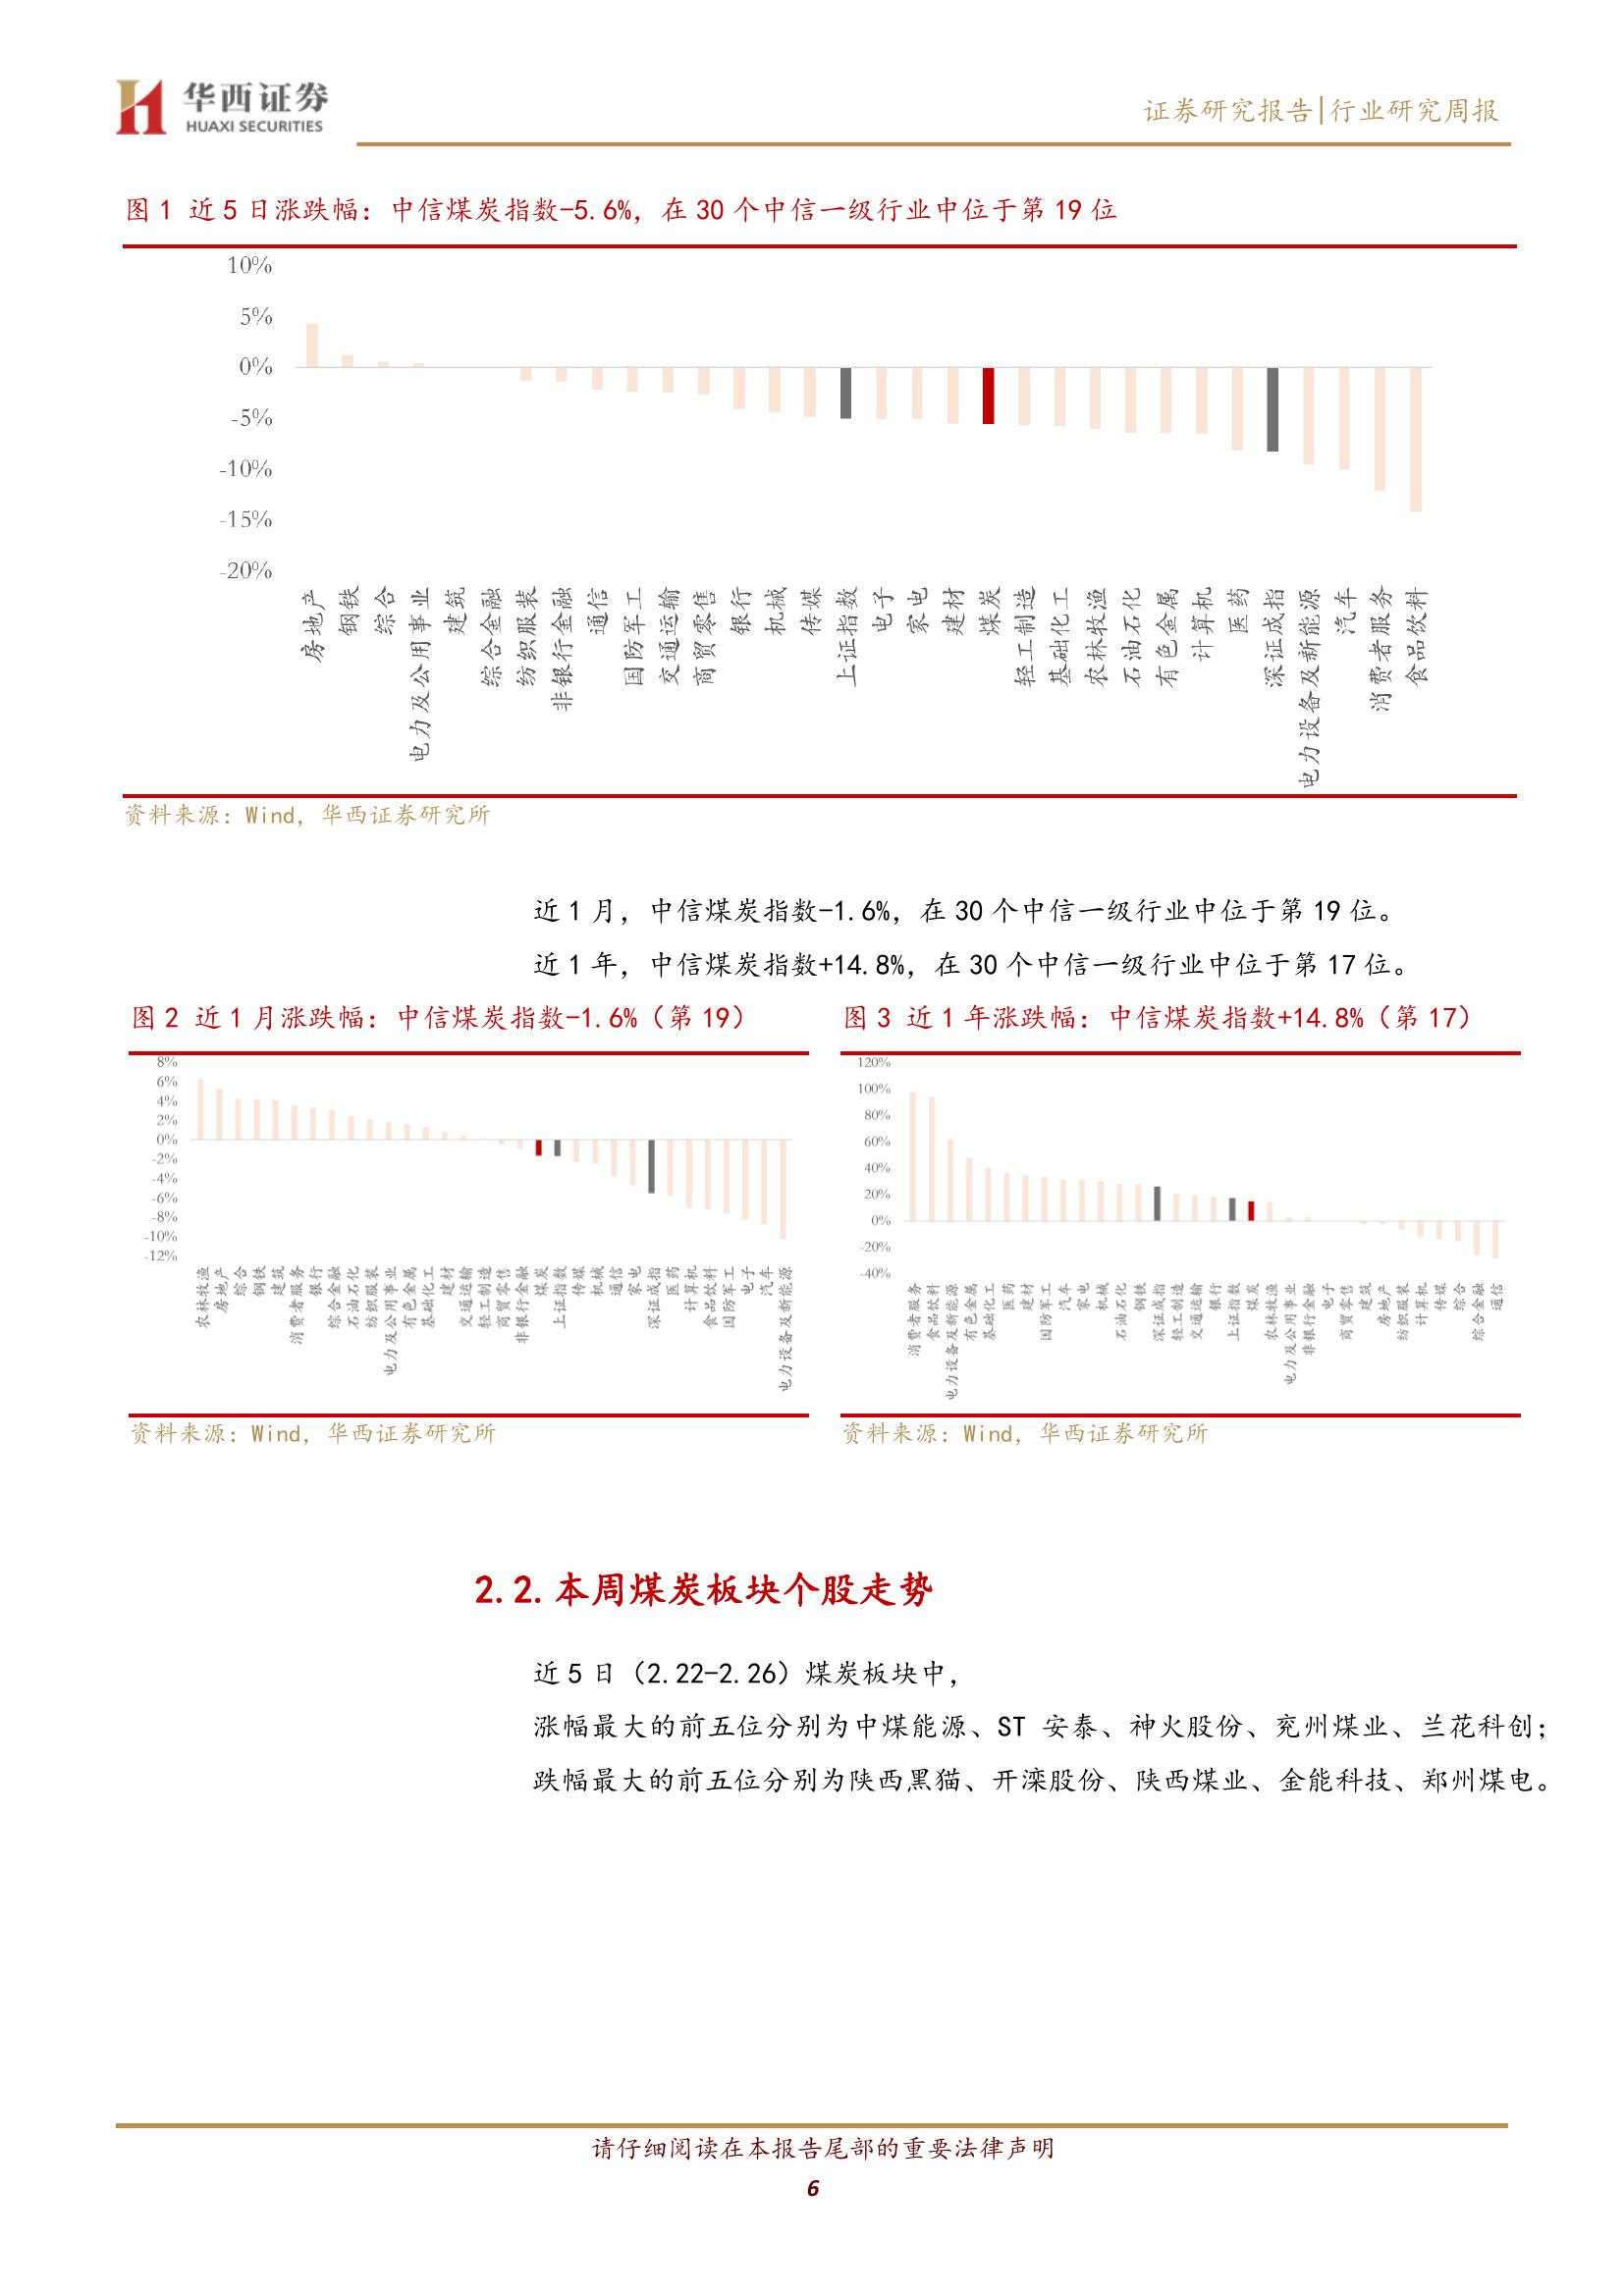 华西证券
HUAXI SECURITIES
证券研究报告|行业研究周报
图 1 近 5 日涨跌幅：中信煤炭指数-5.6%，在 30 个中信一级行业中位于第 19 位
10%
5%
0%
-5%
-10%
-15%
-20%
房地产
钢铁
综合
电力及公用事业
建筑
综合金融
纺织服装
非银行金融
通信
国防军工
交通运输
商贸零售
银行
机械
传媒
上证指数
电子
家电
建材
煤炭
轻工制造
基础化工
农林牧渔
石油石化
有色金属
计算机
医药
深证成指
电力设备及新能源
汽车
消费者服务
食品饮料
资料来源：Wind，华西证券研究所
近 1 月，中信煤炭指数-1.6%，在 30 个中信一级行业中位于第 19 位。
近 1 年，中信煤炭指数+14.8%，在 30 个中信一级行业中位于第 17 位。
图 2 近 1 月涨跌幅：中信煤炭指数-1.6%（第 19）
8%
6%
4%
2%
0%
-2%
-4%
-6%
-8%
-10%
-12%
农林牧渔
房地产
综合
钢铁
建筑
消费者服务
银行
综合金融
石油石化
纺织服装
电力及公用事业
有色金属
基础化工
建材
交通运输
轻工制造
商贸零售
非银行金融
煤炭
上证指数
传媒
机械
通信
家电
深证成指
医药
计算机
食品饮料
国防军工
电子
汽车
电力设备及新能源
资料来源：Wind，华西证券研究所
图 3 近 1 年涨跌幅：中信煤炭指数+14.8%（第 17）
120%
100%
80%
60%
40%
20%
0%
-20%
-40%
消费者服务
食品饮料
电力设备及新能源
有色金属
基础化工
医药
建材
国防军工
汽车
家电
机械
石油石化
钢铁
深证成指
轻工制造
交通运输
银行
上证指数
煤炭
农林牧渔
电力及公用事业
非银行金融
电子
商贸零售
建筑
房地产
纺织服装
计算机
传媒
综合
综合金融
通信
资料来源：Wind，华西证券研究所
2.2.本周煤炭板块个股走势
近 5 日（2.22-2.26）煤炭板块中，
涨幅最大的前五位分别为中煤能源、ST 安泰、神火股份、兖州煤业、兰花科创；
跌幅最大的前五位分别为陕西黑猫、开滦股份、陕西煤业、金能科技、郑州煤电。
请仔细阅读在本报告尾部的重要法律声明
6